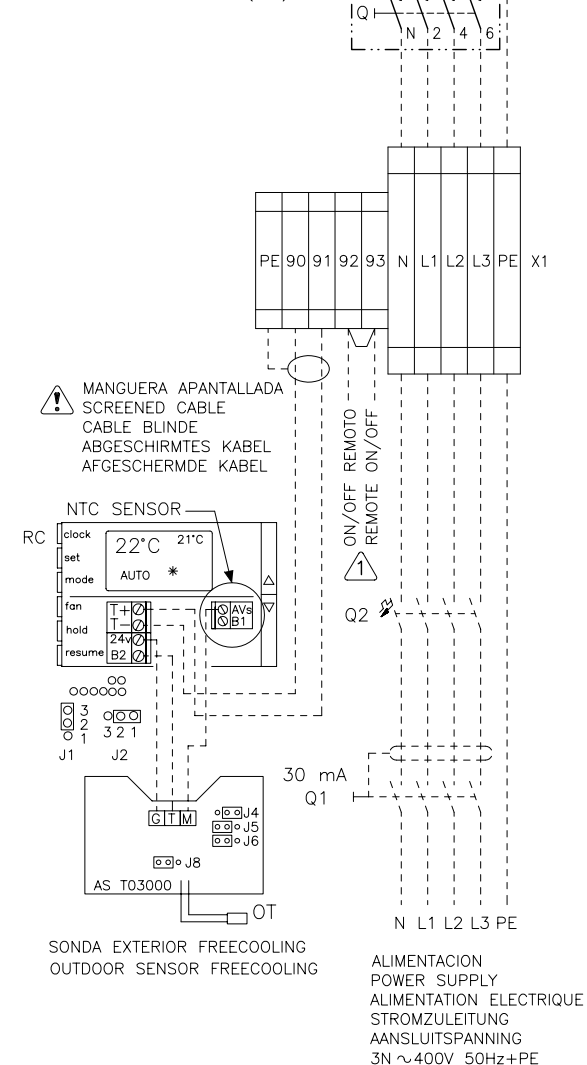 Q N 2 4 6
PE 90 91 92 93 N L1 L2 L3 PE X1
MANGUERA APANTALLADA
SCREENED CABLE
CABLE BLINDE
ABGESCHIRMTES KABEL
AFGESCHERMDE KABEL
ON/OFF REMOTO
REMOTE ON/OFF
1
NTC SENSOR
RC
clock
set
mode
fan
hold
resume
22°C 21°C
AUTO *
T+
T-
24v
B2
AVs
B1
Q2
3
2
1
J1
3 2 1
J2
30 mA
Q1
G T M
J4
J5
J6
J8
AS T03000
OT
SONDA EXTERIOR FREECOOLING
OUTDOOR SENSOR FREECOOLING
N L1 L2 L3 PE
ALIMENTACION
POWER SUPPLY
ALIMENTATION ELECTRIQUE
STROMZULEITUNG
AANSLUITSPANNING
3N ~400V 50Hz+PE